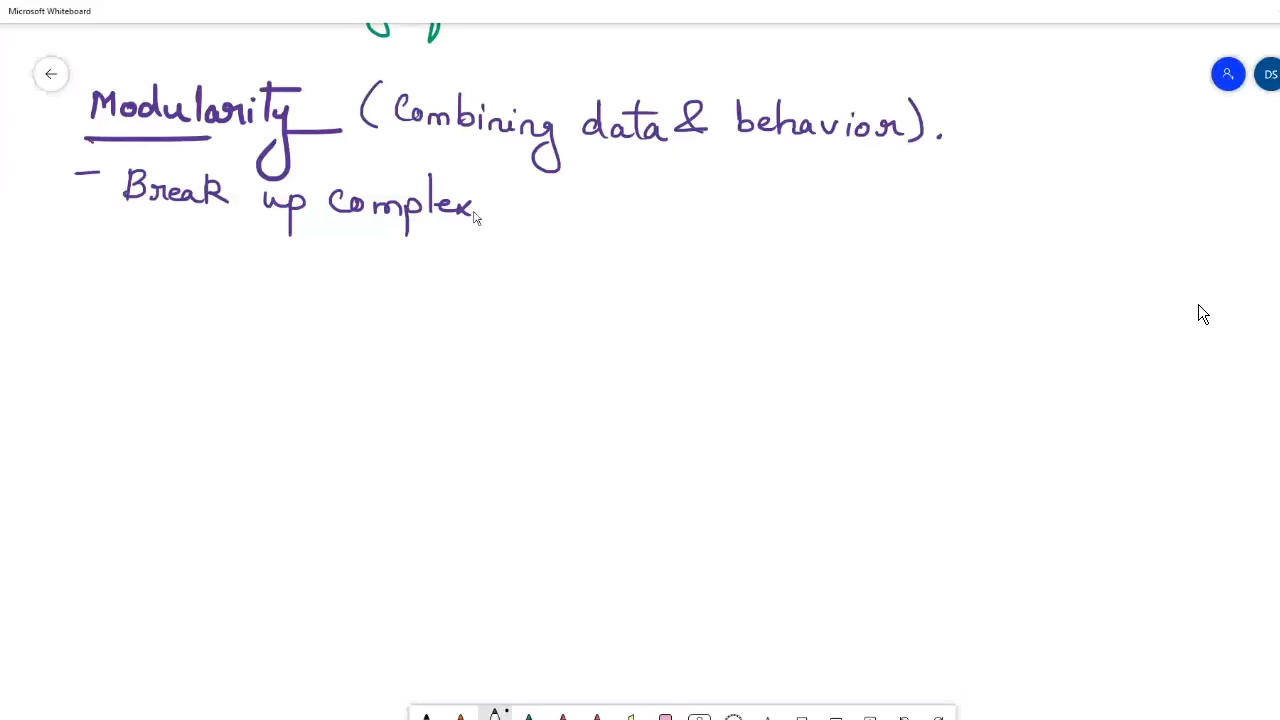 Microsoft Whiteboard
DS
Modularity (Combining data & behavior).
- Break up complex